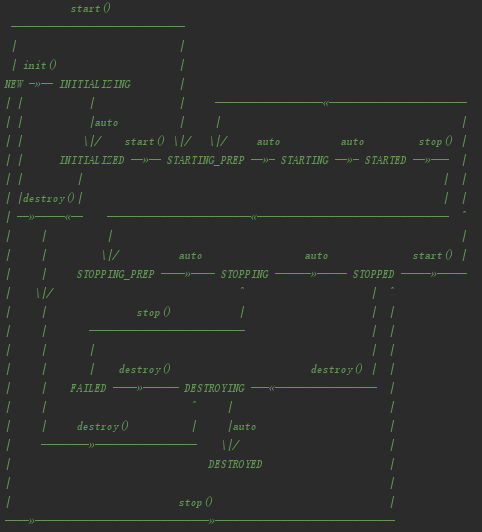 start()
init()
NEW -»-- INITIALIZING
auto
start() auto auto stop()
INITIALIZED --»-- STARTING_PREP --»- STARTING --»- STARTED --»---
destroy()
auto auto start()
STOPPING_PREP ----»---- STOPPING ------»----- STOPPED -----»-----
stop()
destroy() destroy()
FAILED ----»------ DESTROYING ---«-----------------
destroy() auto
DESTROYED
stop()